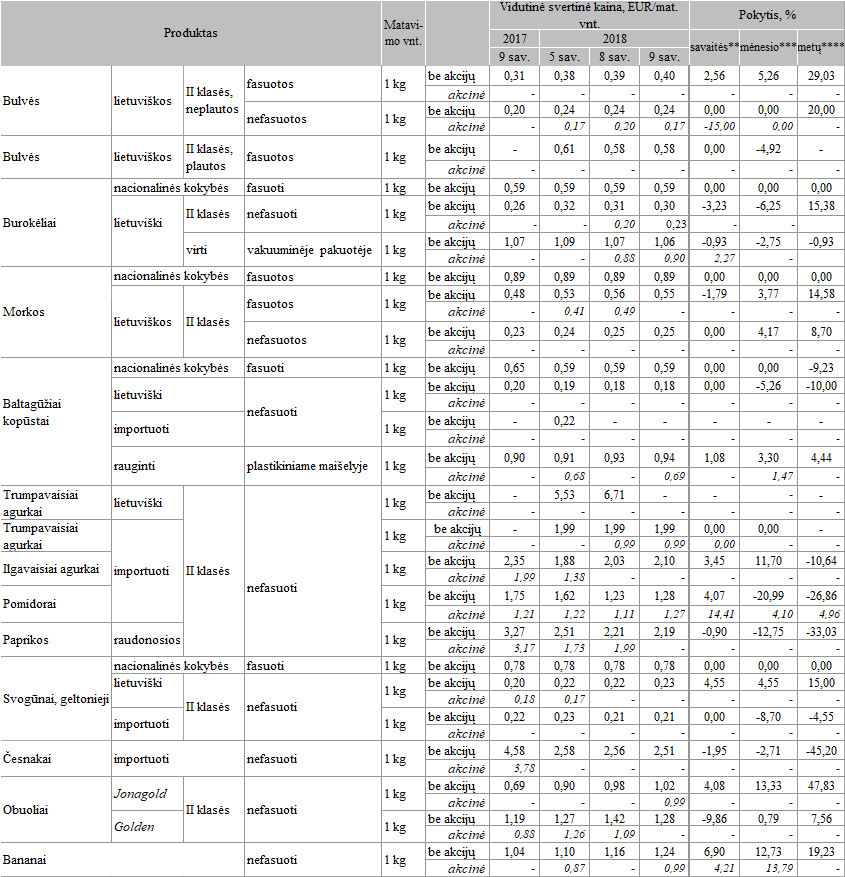 Produktas Matavi- mo vnt. Vidutinė svertinė kaina, EUR/mat. vnt. Pokytis, %
2017 2018 savaitės** mėnesio*** metų****
9 sav. 5 sav. 8 sav. 9 sav.
Bulvės lietuviškos II klasės, neplautos fasuotos 1 kg be akcijų 0,31 0,38 0,39 0,40 2,56 5,26 29,03
akcinė - - - - - - -
nefasuotos 1 kg be akcijų 0,20 0,24 0,24 0,24 0,00 0,00 20,00
akcinė - 0,17 0,20 0,17 -15,00 0,00 -
Bulvės lietuviškos II klasės, plautos fasuotos 1 kg be akcijų - 0,61 0,58 0,58 0,00 -4,92 -
akcinė - - - - - - -
Burokėliai nacionalinės kokybės fasuoti 1 kg be akcijų 0,59 0,59 0,59 0,59 0,00 0,00 0,00
lietuviški II klasės nefasuoti 1 kg be akcijų 0,26 0,32 0,31 0,30 -3,23 -6,25 15,38
akcinė - - 0,20 0,23 - - -
virti vakuuminėje pakuotėje 1 kg be akcijų 1,07 1,09 1,07 1,06 -0,93 -2,75 -0,93
akcinė - - 0,88 0,90 2,27 - -
Morkos nacionalinės kokybės fasuotos 1 kg be akcijų 0,89 0,89 0,89 0,89 0,00 0,00 0,00
lietuviškos II klasės fasuotos 1 kg be akcijų 0,48 0,53 0,56 0,55 -1,79 3,77 14,58
akcinė - 0,41 0,49 - - - -
nefasuotos 1 kg be akcijų 0,23 0,24 0,25 0,25 0,00 4,17 8,70
akcinė - - - - - - -
Baltagūžiai kopūstai nacionalinės kokybės fasuoti 1 kg be akcijų 0,65 0,59 0,59 0,59 0,00 0,00 -9,23
lietuviški nefasuoti 1 kg be akcijų 0,20 0,19 0,18 0,18 0,00 -5,26 -10,00
akcinė - - - - - - -
importuoti 1 kg be akcijų - 0,22 - - - - -
akcinė - - - - - - -
rauginti plastikiniame maišelyje 1 kg be akcijų 0,90 0,91 0,93 0,94 1,08 3,30 4,44
akcinė - 0,68 - 0,69 - 1,47 -
Trumpavaisiai agurkai lietuviški II klasės nefasuoti 1 kg be akcijų - 5,53 6,71 - - - -
akcinė - - - - - - -
Trumpavaisiai agurkai importuoti 1 kg be akcijų - 1,99 1,99 1,99 0,00 0,00 -
akcinė - - 0,99 0,99 0,00 - -
Ilgavaisiai agurkai 1 kg be akcijų 2,35 1,88 2,03 2,10 3,45 11,70 -10,64
akcinė 1,99 1,38 - - - - -
Pomidorai 1 kg be akcijų 1,75 1,62 1,23 1,28 4,07 -20,99 -26,86
akcinė 1,21 1,22 1,11 1,27 14,41 4,10 4,96
Paprikos raudonosios 1 kg be akcijų 3,27 2,51 2,21 2,19 -0,90 -12,75 -33,03
akcinė 3,17 1,73 1,99 - - - -
Svogūnai, geltonieji nacionalinės kokybės fasuoti 1 kg be akcijų 0,78 0,78 0,78 0,78 0,00 0,00 0,00
lietuviški II klasės nefasuoti 1 kg be akcijų 0,20 0,22 0,22 0,23 4,55 4,55 15,00
akcinė 0,18 0,17 - - - - -
importuoti 1 kg be akcijų 0,22 0,23 0,21 0,21 0,00 -8,70 -4,55
akcinė - - - - - - -
Česnakai importuoti nefasuoti 1 kg be akcijų 4,58 2,58 2,56 2,51 -1,95 -2,71 -45,20
akcinė 3,78 - - - - - -
Obuoliai Jonagold II klasės nefasuoti 1 kg be akcijų 0,69 0,90 0,98 1,02 4,08 13,33 47,83
akcinė - - - 0,99 - - -
Golden 1 kg be akcijų 1,19 1,27 1,42 1,28 -9,86 0,79 7,56
akcinė 0,88 1,26 1,09 - - - -
Bananai nefasuoti 1 kg be akcijų 1,04 1,10 1,16 1,24 6,90 12,73 19,23
akcinė - 0,87 - 0,99 4,21 13,79 -